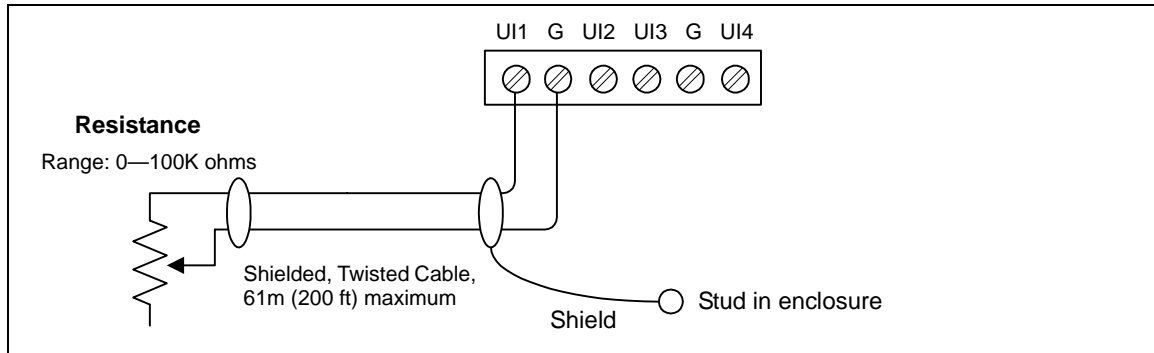 UI1 G UI2 UI3 G UI4
Resistance
Range: 0—100K ohms
Shielded, Twisted Cable,
61m (200 ft) maximum
Stud in enclosure
Shield